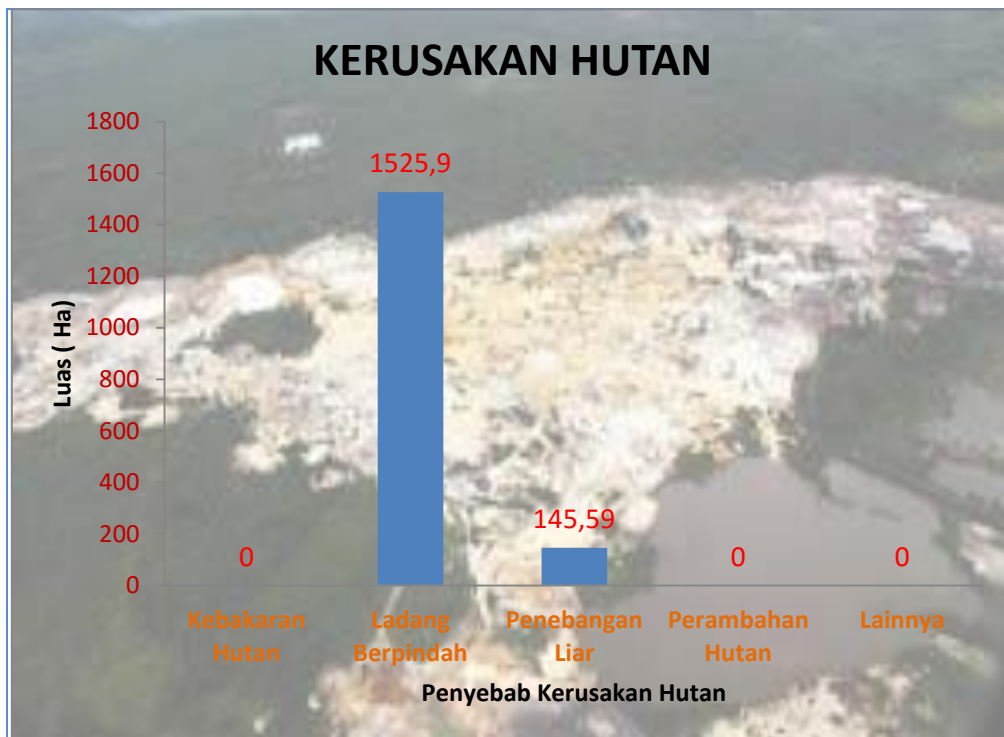 KERUSAKAN HUTAN
1800
1600
1400
1200
1000
800
600
400
200
0
Luas ( Ha)
0
1525,9
145,59
0
0
Kebakaran
Hutan
Ladang
Berpindah
Penebangan
Liar
Perambahan
Hutan
Lainnya
Penyebab Kerusakan Hutan